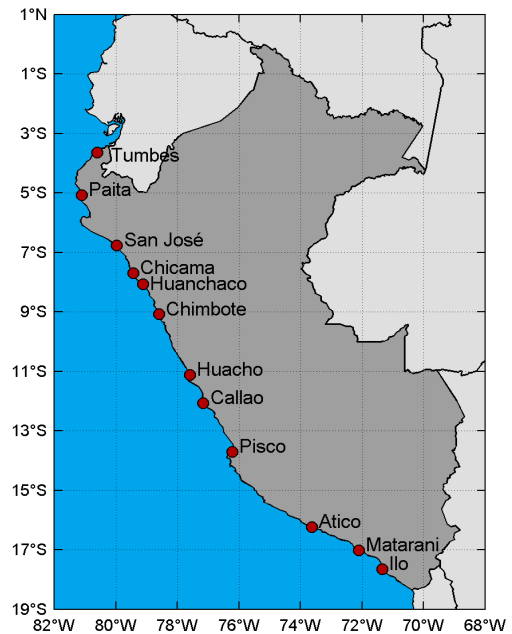 1°N
1°S
3°S
Tumbes
5°S
Paita
San José
7°S
Chicama
Huanchaco
9°S
Chimbote
11°S
Huacho
Callao
13°S
Pisco
15°S
Atico
17°S
Matarani
Ilo
19°S
82°W 80°W 78°W 76°W 74°W 72°W 70°W 68°W